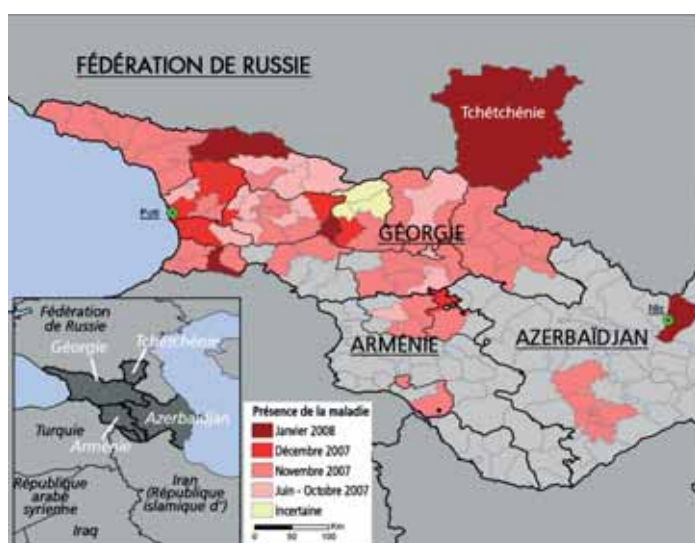 FÉDÉRATION DE RUSSIE
Tchétchénie
Poti
GÉORGIE
ARMÉNIE
AZERBAÏDJAN
Fédération
de Russie
Tchétchénie
Géorgie
Azerbaïdjan
Arménie
Turquie
République
arabe
syrienne
Iran
(République
islamique d')
Iraq
Présence de la maladie
Janvier 2008
Décembre 2007
Novembre 2007
Juin - Octobre 2007
Incertaine
Km
0 50 100